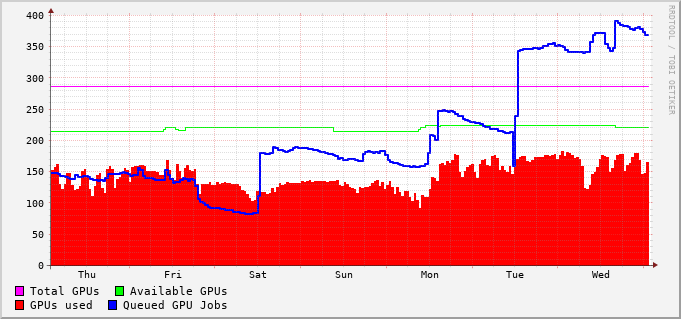 400
350
300
250
200
150
100
50
0
Thu Fri Sat Sun Mon Tue Wed
Total GPUs Available GPUs
GPUs used Queued GPU Jobs
RRDTOOL / TOBI OETIKER